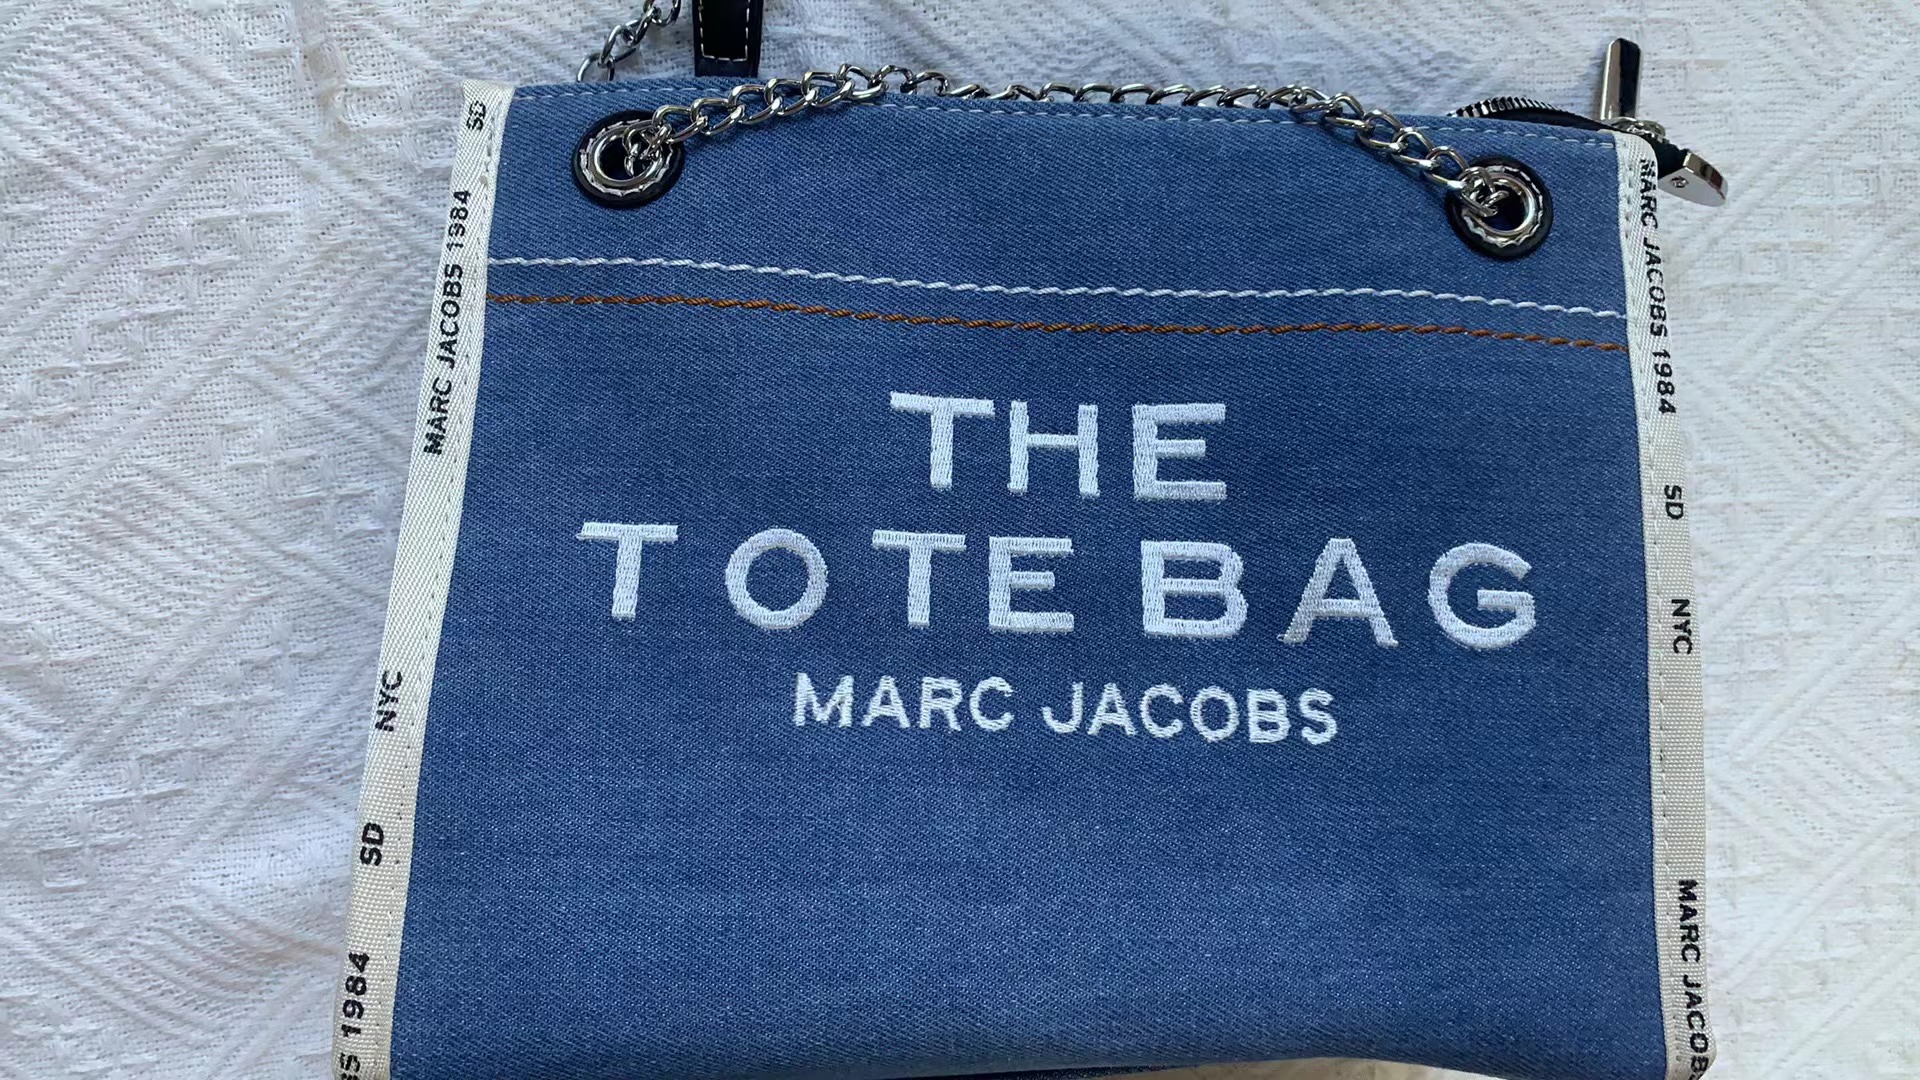 THE
TOTE BAG
MARC JACOBS
SD
MARC JACOBS 1984
NYC
SD
1984
MARC JACOBS 1984
SD
NYC
MARC JACOBS